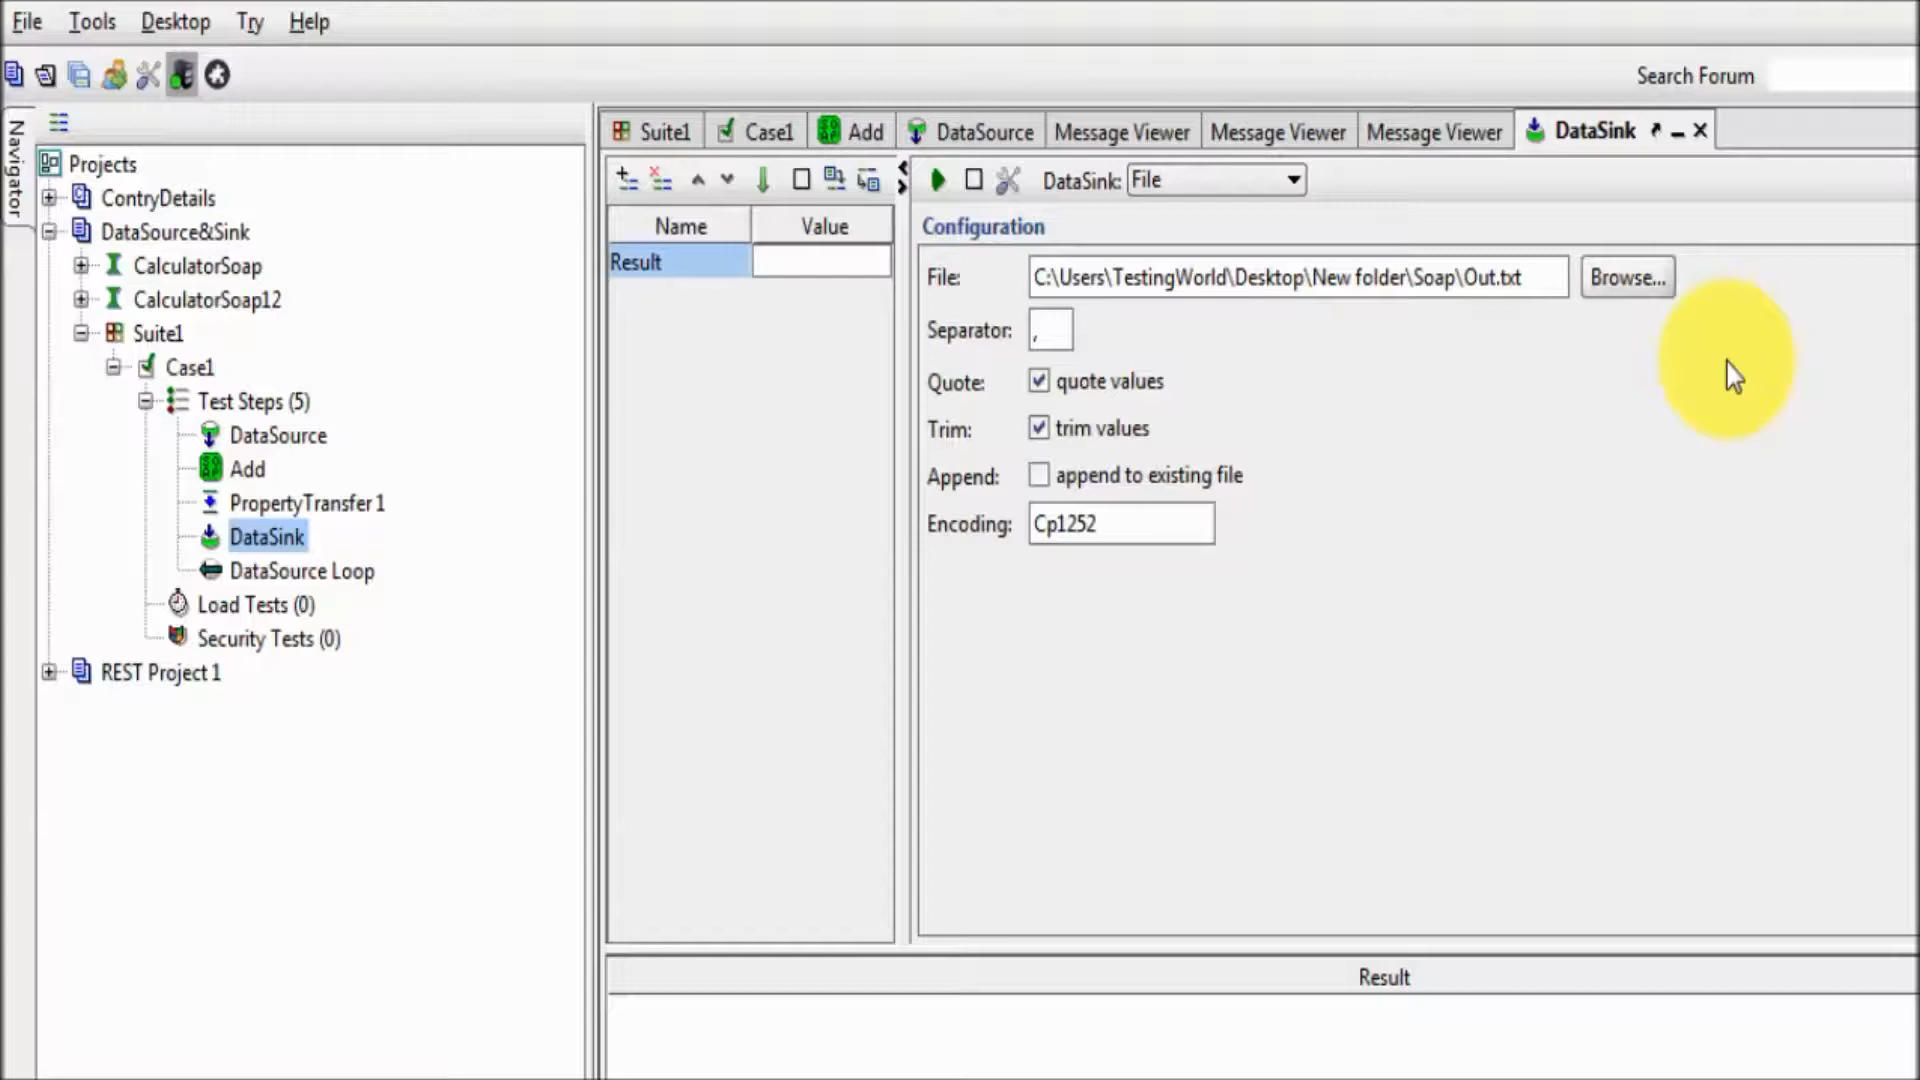 File Tools Desktop Try Help
Search Forum
Navigator
Projects
ContryDetails
DataSource&Sink
CalculatorSoap
CalculatorSoap12
Suite1
Case1
Test Steps (5)
DataSource
Add
PropertyTransfer 1
DataSink
DataSource Loop
Load Tests (0)
Security Tests (0)
REST Project 1
Suite1 Case1 Add DataSource Message Viewer Message Viewer Message Viewer DataSink
DataSink: File
Name Value
Result
Configuration
File: C:\Users\TestingWorld\Desktop\New folder\Soap\Out.txt Browse...
Separator: ,
Quote: quote values
Trim: trim values
Append: append to existing file
Encoding: Cp1252
Result